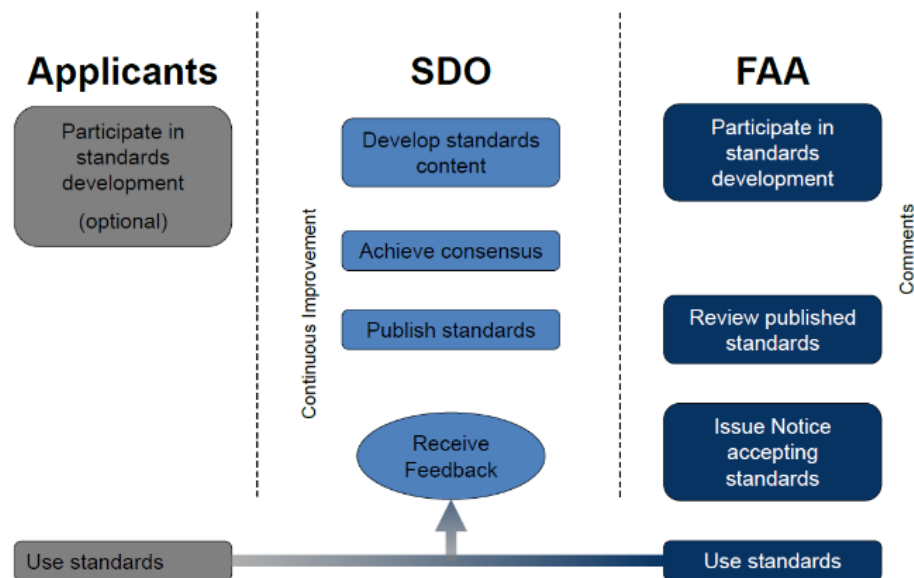 Applicants
Participate in
standards
development
(optional)
Use standards
SDO
Develop standards
content
Achieve consensus
Publish standards
Continuous Improvement
Receive
Feedback
FAA
Participate in
standards
development
Comments
Review published
standards
Issue Notice
accepting
standards
Use standards